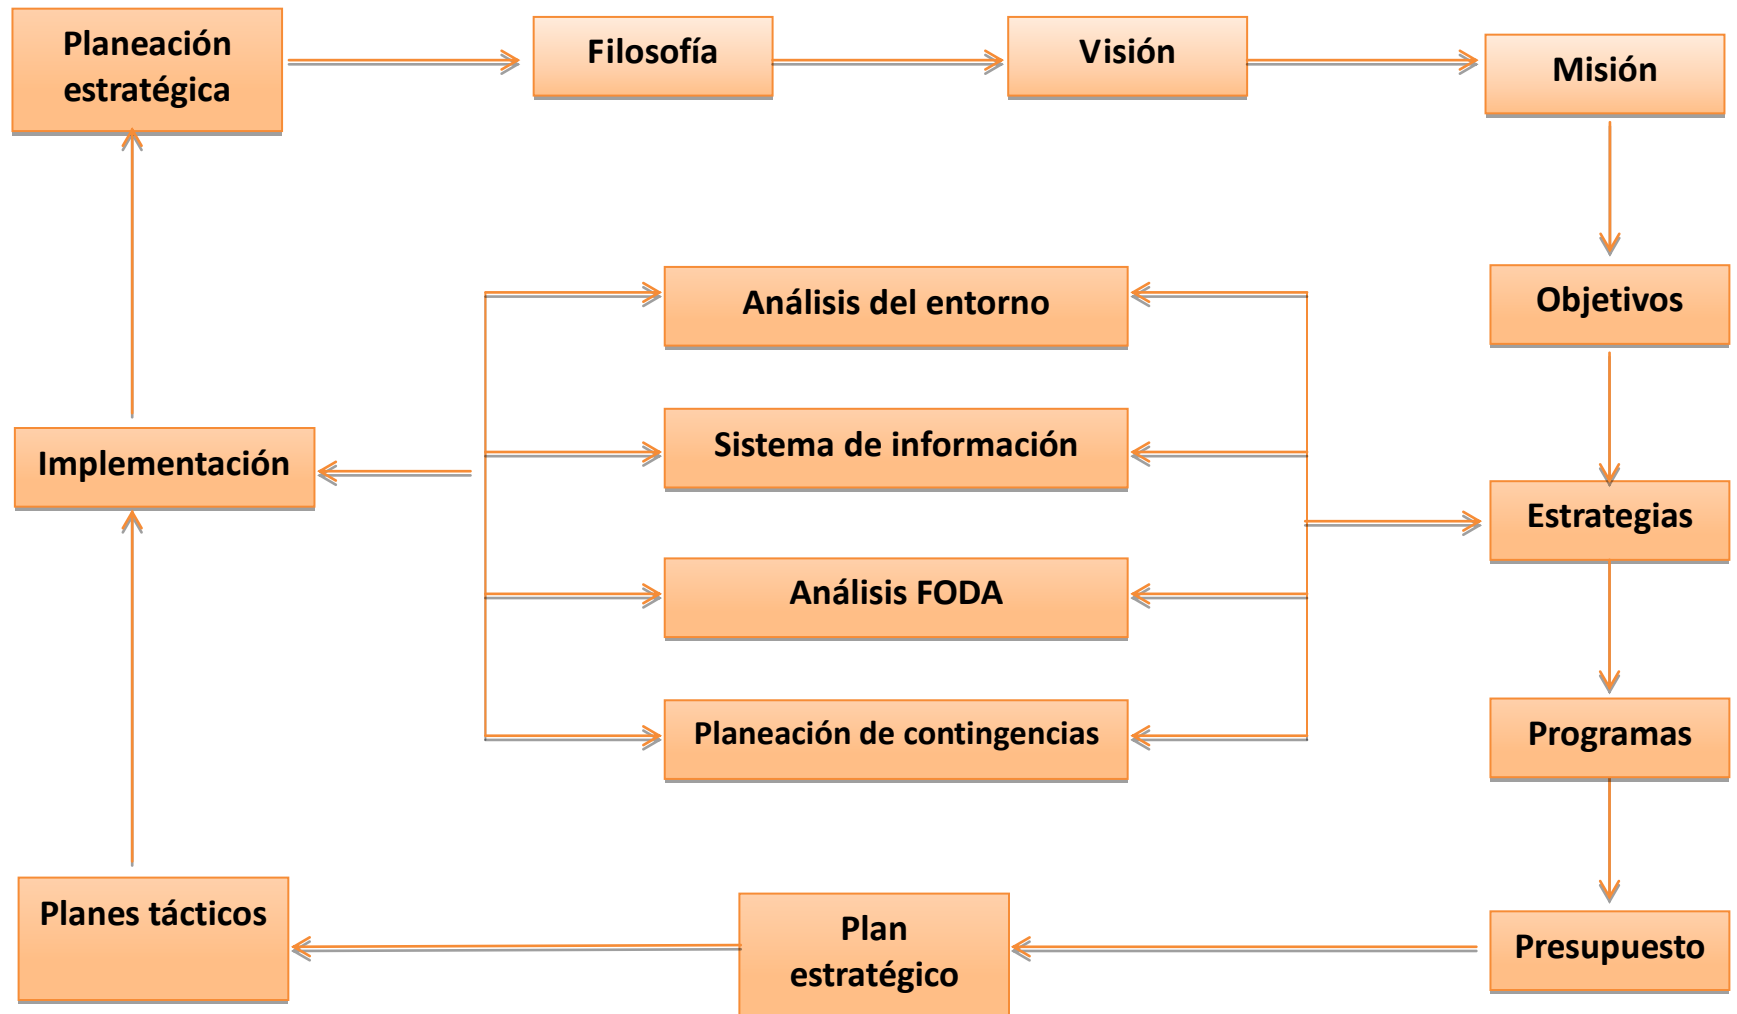 Planeación
estratégica
Filosofía
Visión
Misión
Análisis del entorno
Objetivos
Sistema de información
Implementación
Estrategias
Análisis FODA
Planeación de contingencias
Programas
Planes tácticos
Plan
estratégico
Presupuesto